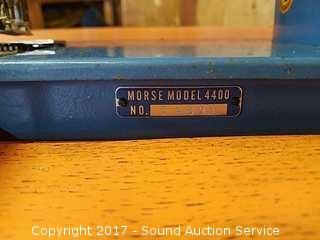 MORSE MODEL 4400
NO.
Copyright 2017 - Sound Auction Service